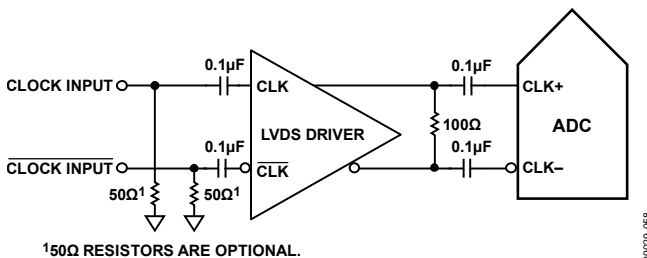 0.1µF
0.1µF
CLOCK INPUT
CLK
CLK+
LVDS DRIVER
100Ω
ADC
0.1µF
0.1µF
CLOCK INPUT
CLK
CLK–
50Ω¹
50Ω¹
¹50Ω RESISTORS ARE OPTIONAL.